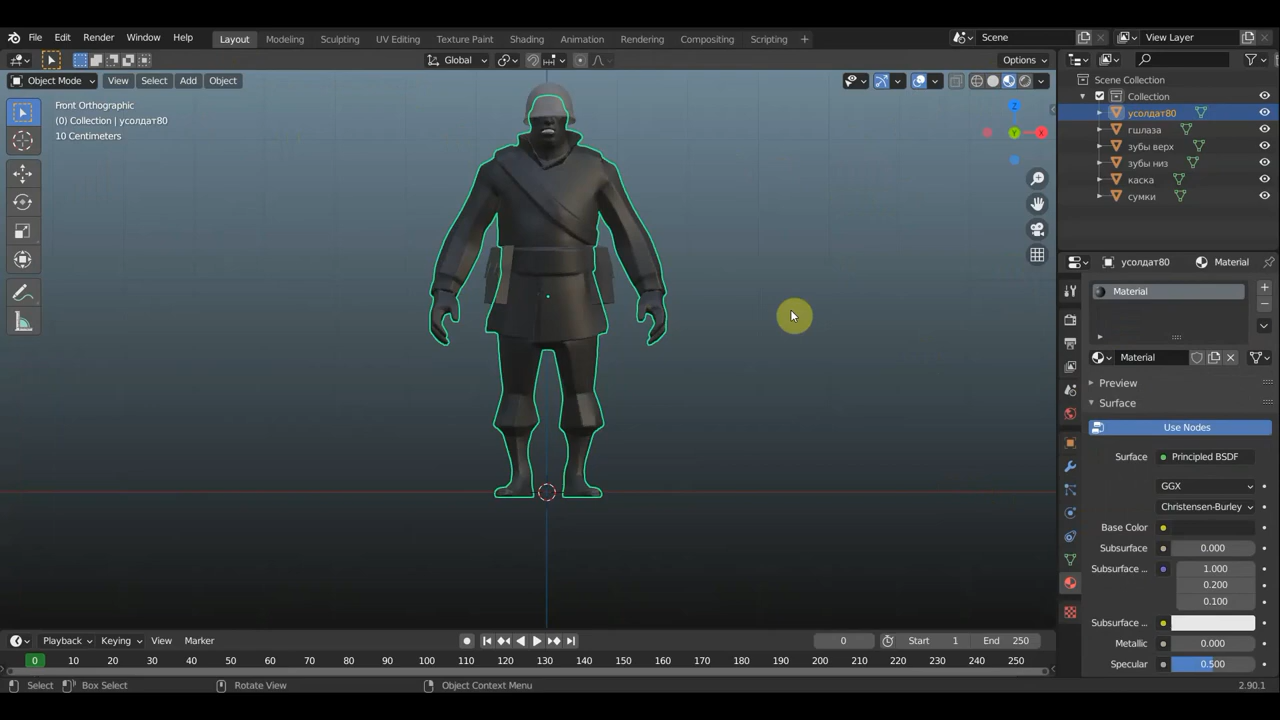 File Edit Render Window Help Layout Modeling Sculpting UV Editing Texture Paint Shading Animation Rendering Compositing Scripting + Scene View Layer
Global Options
Object Mode View Select Add Object
Front Orthographic
(0) Collection | усолдат80
10 Centimeters
Z
X
Y
Scene Collection
Collection
усолдат80
гшлаза
зубы верх
зубы низ
каска
сумки
усолдат80 Material
Material
Material
Preview
Surface
Use Nodes
Surface Principled BSDF
GGX
Christensen-Burley
Base Color
Subsurface 0.000
Subsurface ... 1.000
0.200
0.100
Subsurface ...
Metallic 0.000
Specular 0.500
Playback Keying View Marker 0 Start 1 End 250
0 10 20 30 40 50 60 70 80 90 100 110 120 130 140 150 160 170 180 190 200 210 220 230 240 250
Select Box Select Rotate View Object Context Menu 2.90.1